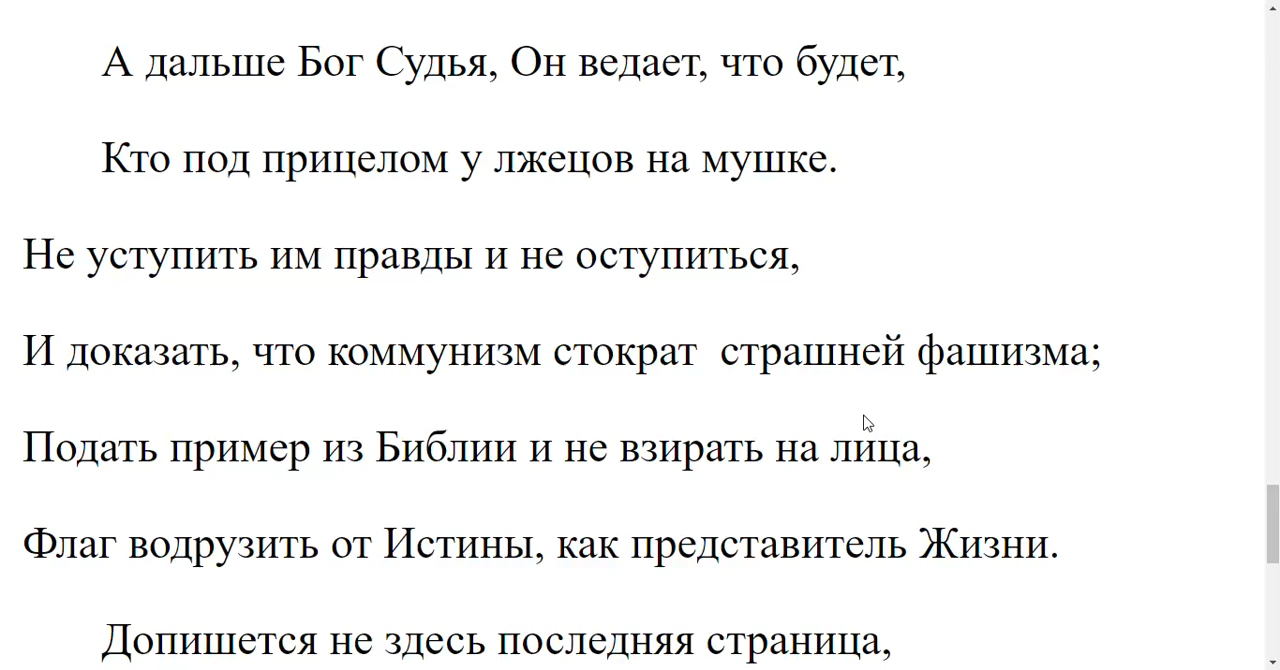 А дальше Бог Судья, Он ведает, что будет,
Кто под прицелом у лжецов на мушке.
Не уступить им правды и не оступиться,
И доказать, что коммунизм стократ  страшней фашизма;
Подать пример из Библии и не взирать на лица,
Флаг водрузить от Истины, как представитель Жизни.
Допишется не здесь последняя страница,